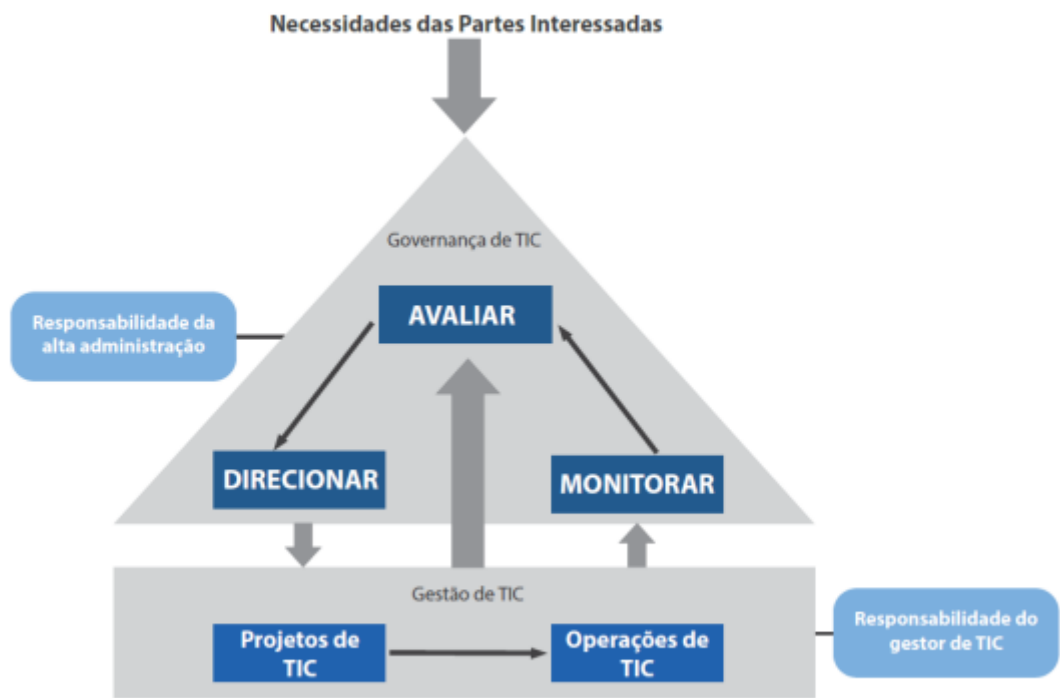 Necessidades das Partes Interessadas
Governança de TIC
AVALIAR
Responsabilidade da
alta administração
DIRECIONAR
MONITORAR
Gestão de TIC
Projetos de
TIC
Operações de
TIC
Responsabilidade do
gestor de TIC